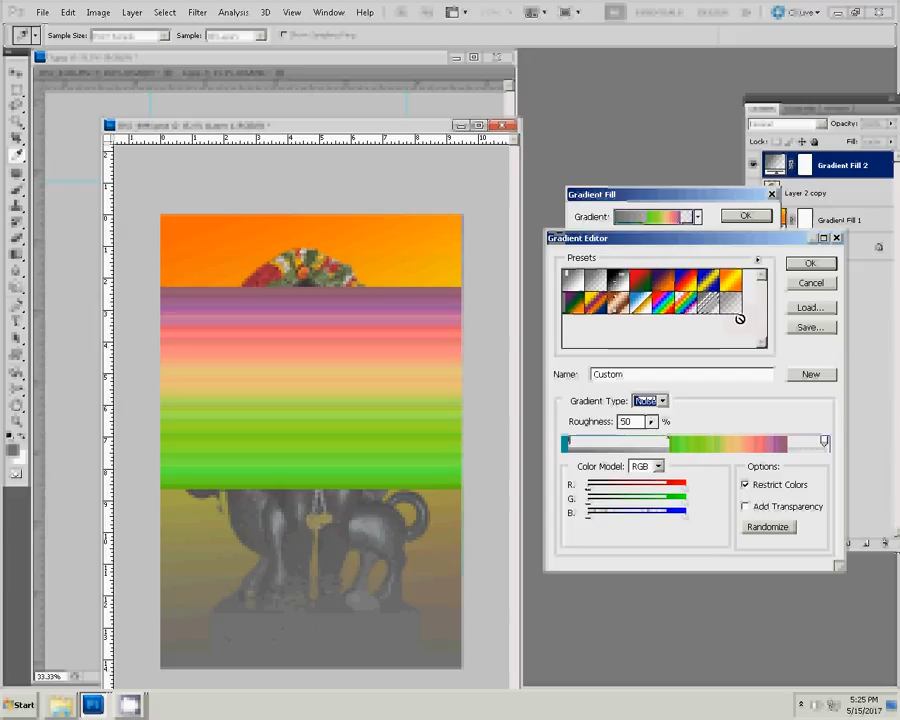 File Edit Image Layer Select Filter Analysis 3D View Window Help
Sample Size: Sample:
Opacity:
Lock: Fill:
Gradient Fill 2
Layer 2 copy
Gradient Fill 1
Gradient Fill
Gradient: OK
Gradient Editor
Presets
OK
Cancel
Load...
Save...
Name: Custom New
Gradient Type: Noise
Roughness: 50 %
Color Model: RGB
Options:
R:
G:
B:
Restrict Colors
Add Transparency
Randomize
33.33%
Start
5:25 PM
5/15/2017